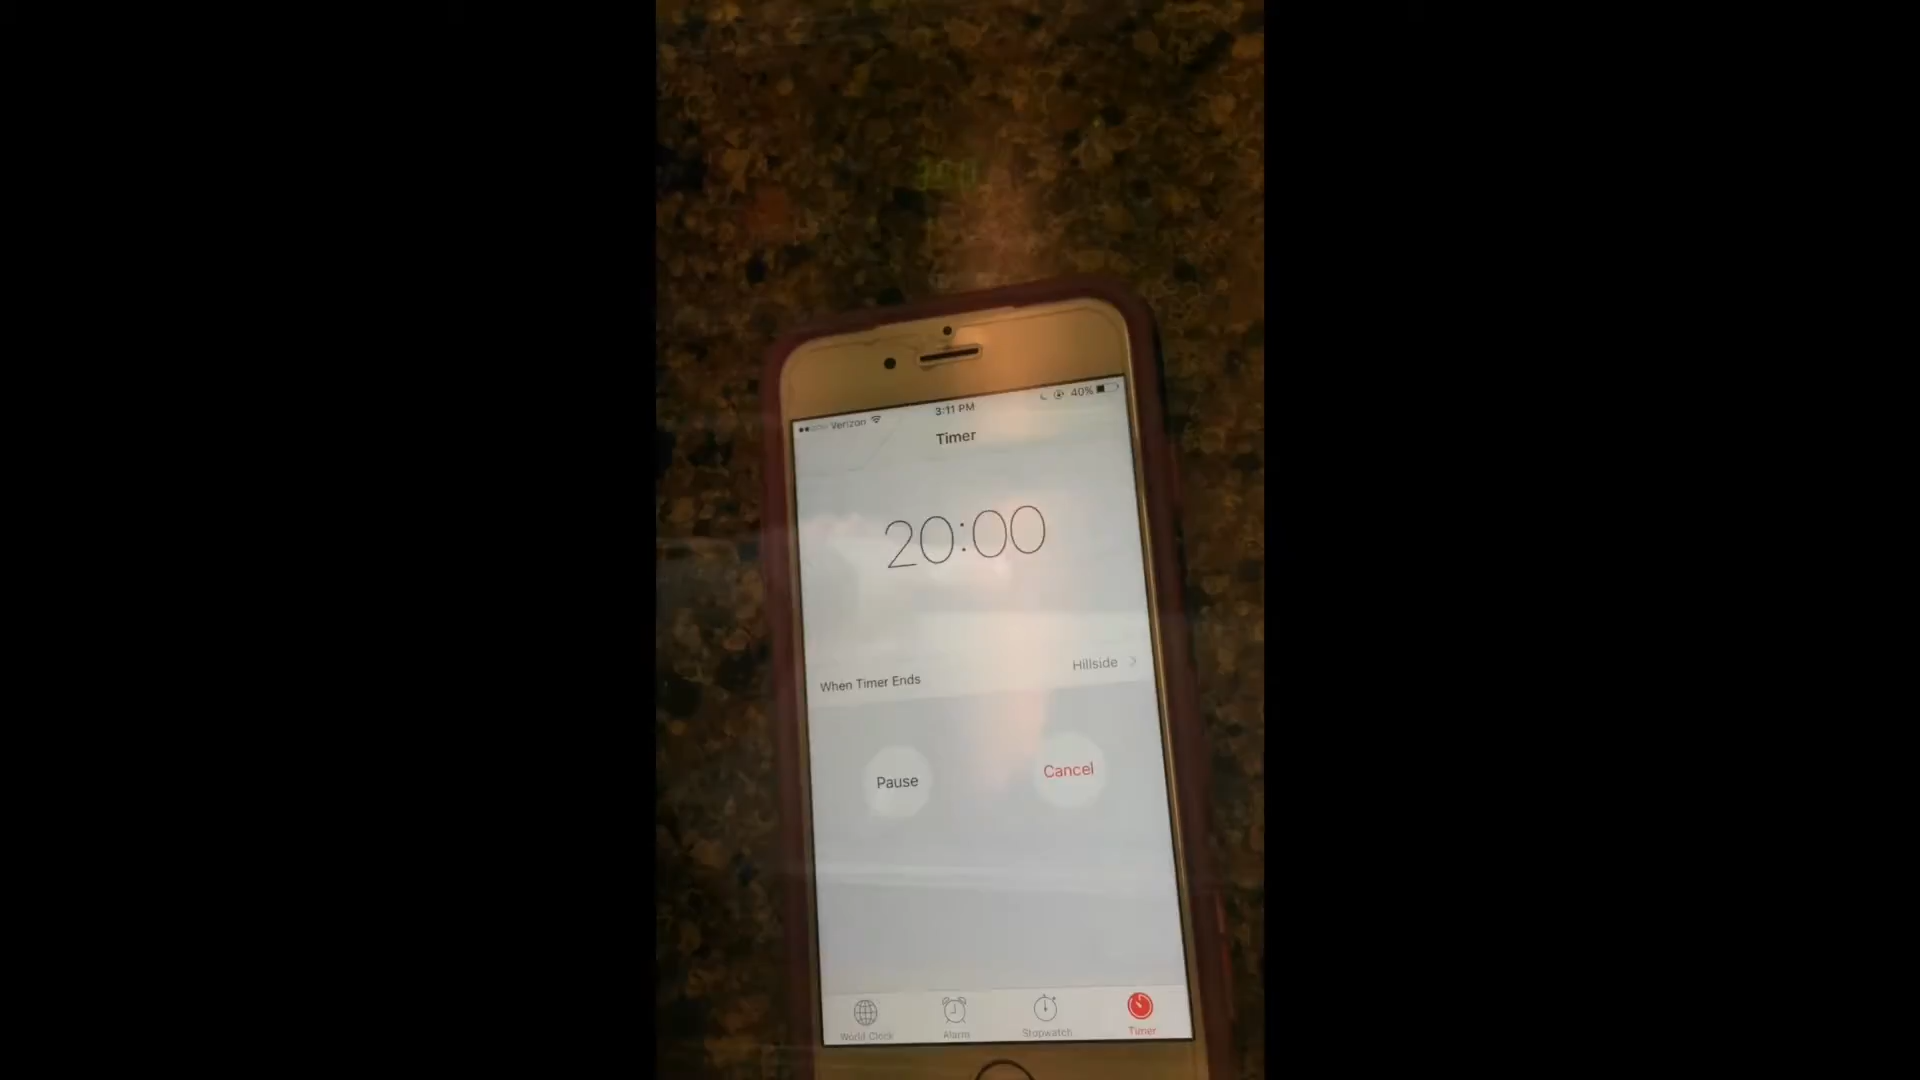 Verizon 3:11 PM 40%
Timer
20:00
When Timer Ends Hillside
Pause Cancel
World Clock Alarm Stopwatch Timer